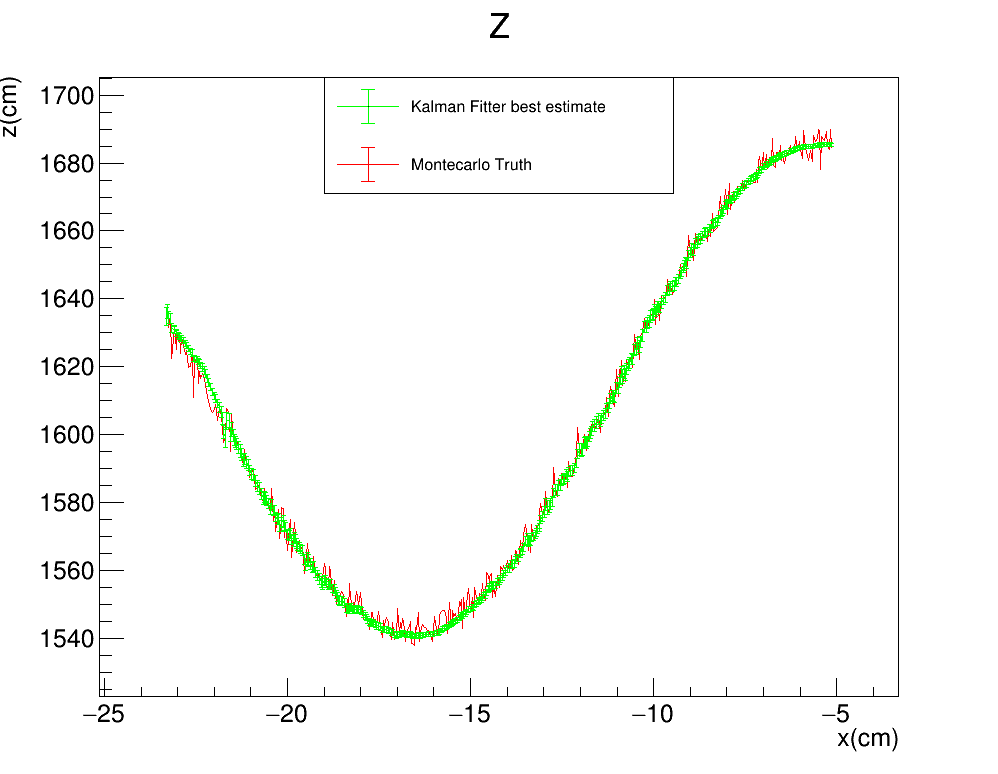 Z
z(cm)
Kalman Fitter best estimate
Montecarlo Truth
1700
1680
1660
1640
1620
1600
1580
1560
1540
−25 −20 −15 −10 −5
x(cm)